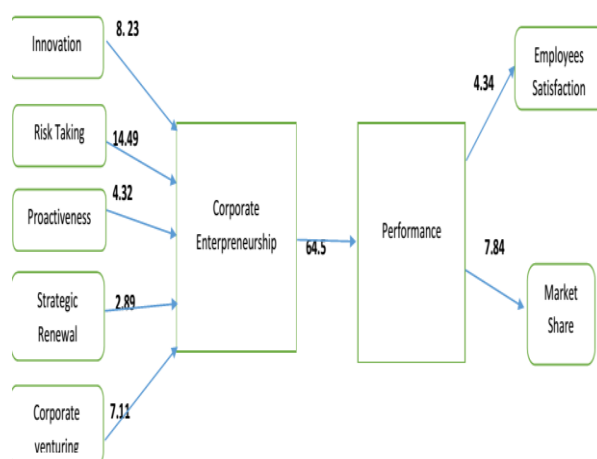 Innovation
8. 23
Risk Taking
14.49
Proactiveness
4.32
Strategic
Renewal
2.89
Corporate
venturing
7.11
Corporate
Enterpreneurship
64.5
Performance
4.34
Employees
Satisfaction
7.84
Market
Share